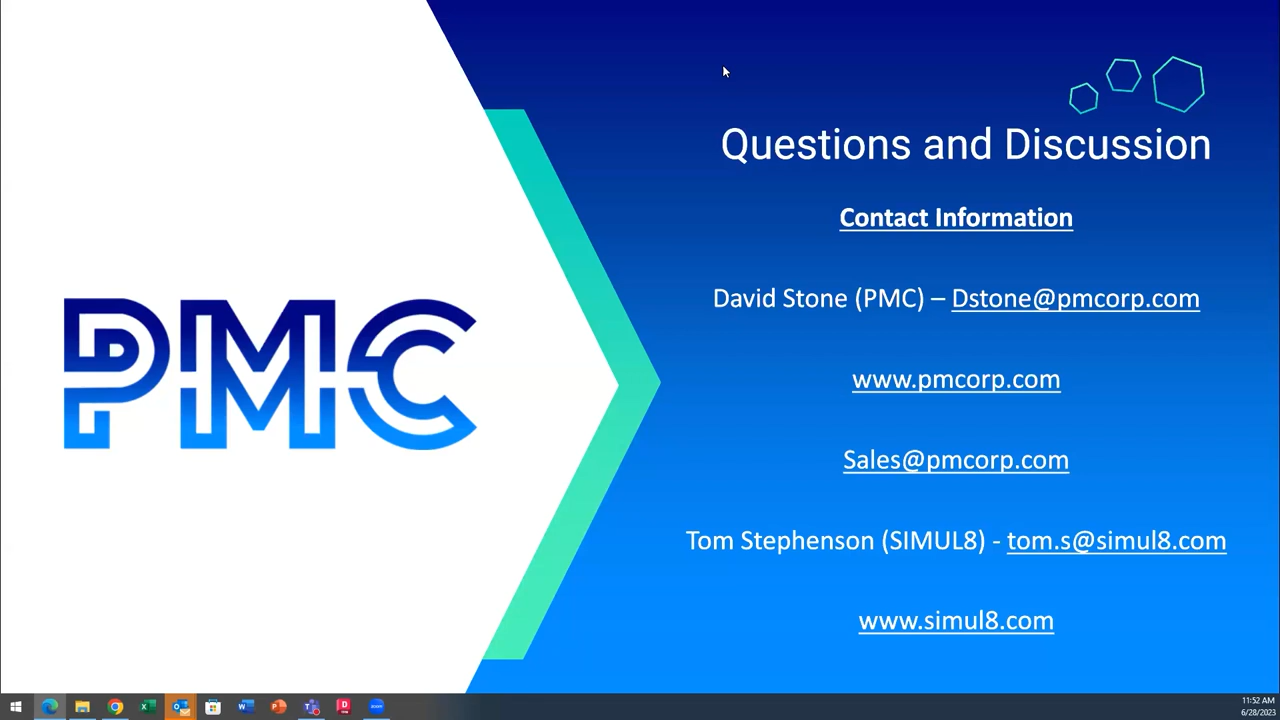 Questions and Discussion
Contact Information
David Stone (PMC) – Dstone@pmcorp.com
PMC
www.pmcorp.com
Sales@pmcorp.com
Tom Stephenson (SIMUL8) - tom.s@simul8.com
www.simul8.com
11:52 AM
6/28/2023